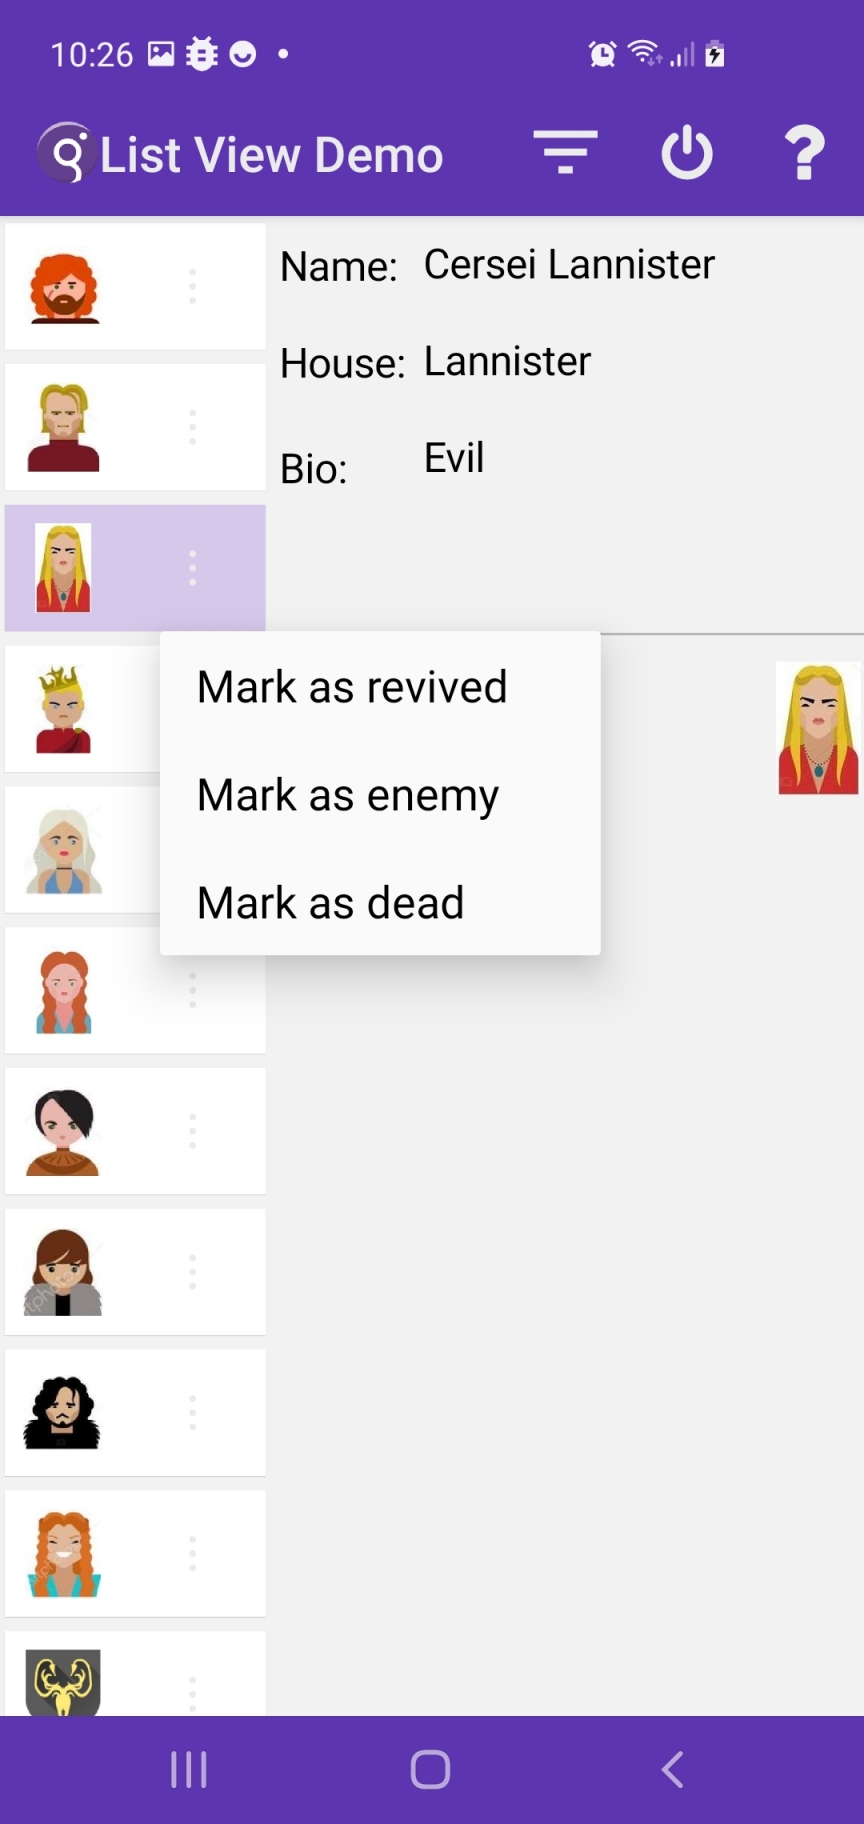 10:26
List View Demo
Name: Cersei Lannister
House: Lannister
Bio: Evil
Mark as revived
Mark as enemy
Mark as dead